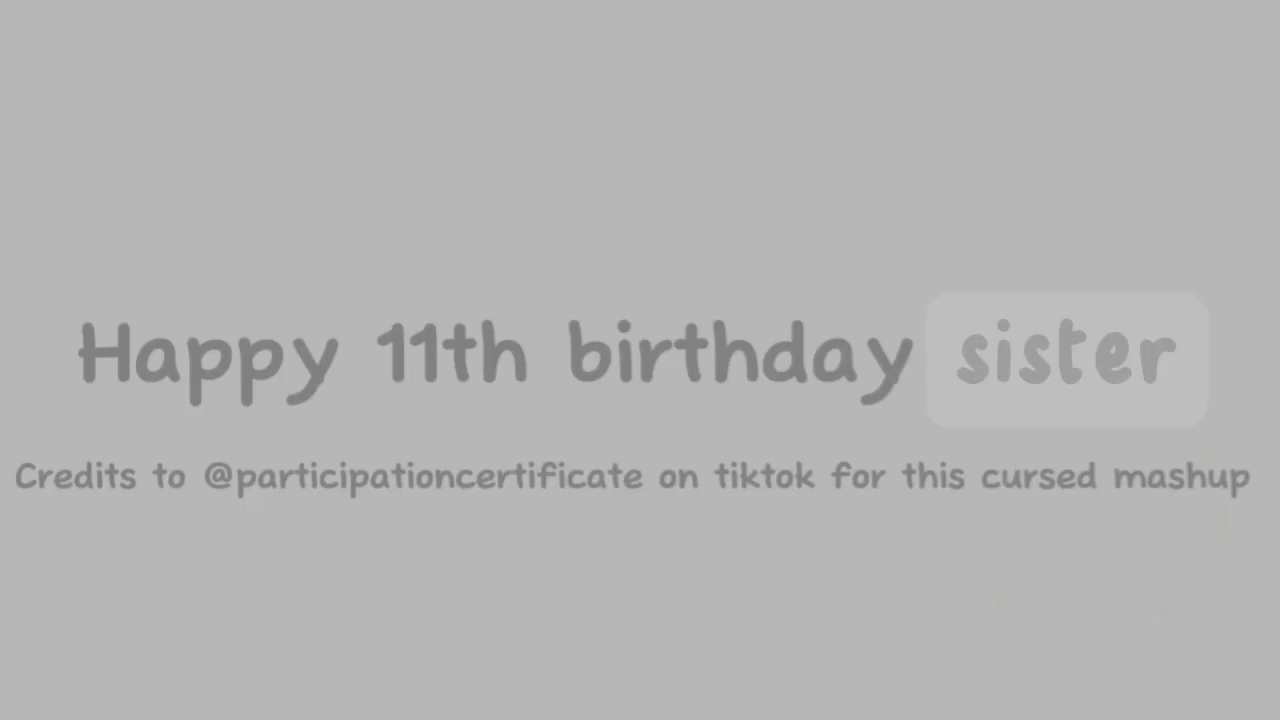 Happy 11th birthday sister
Credits to @participationcertificate on tiktok for this cursed mashup